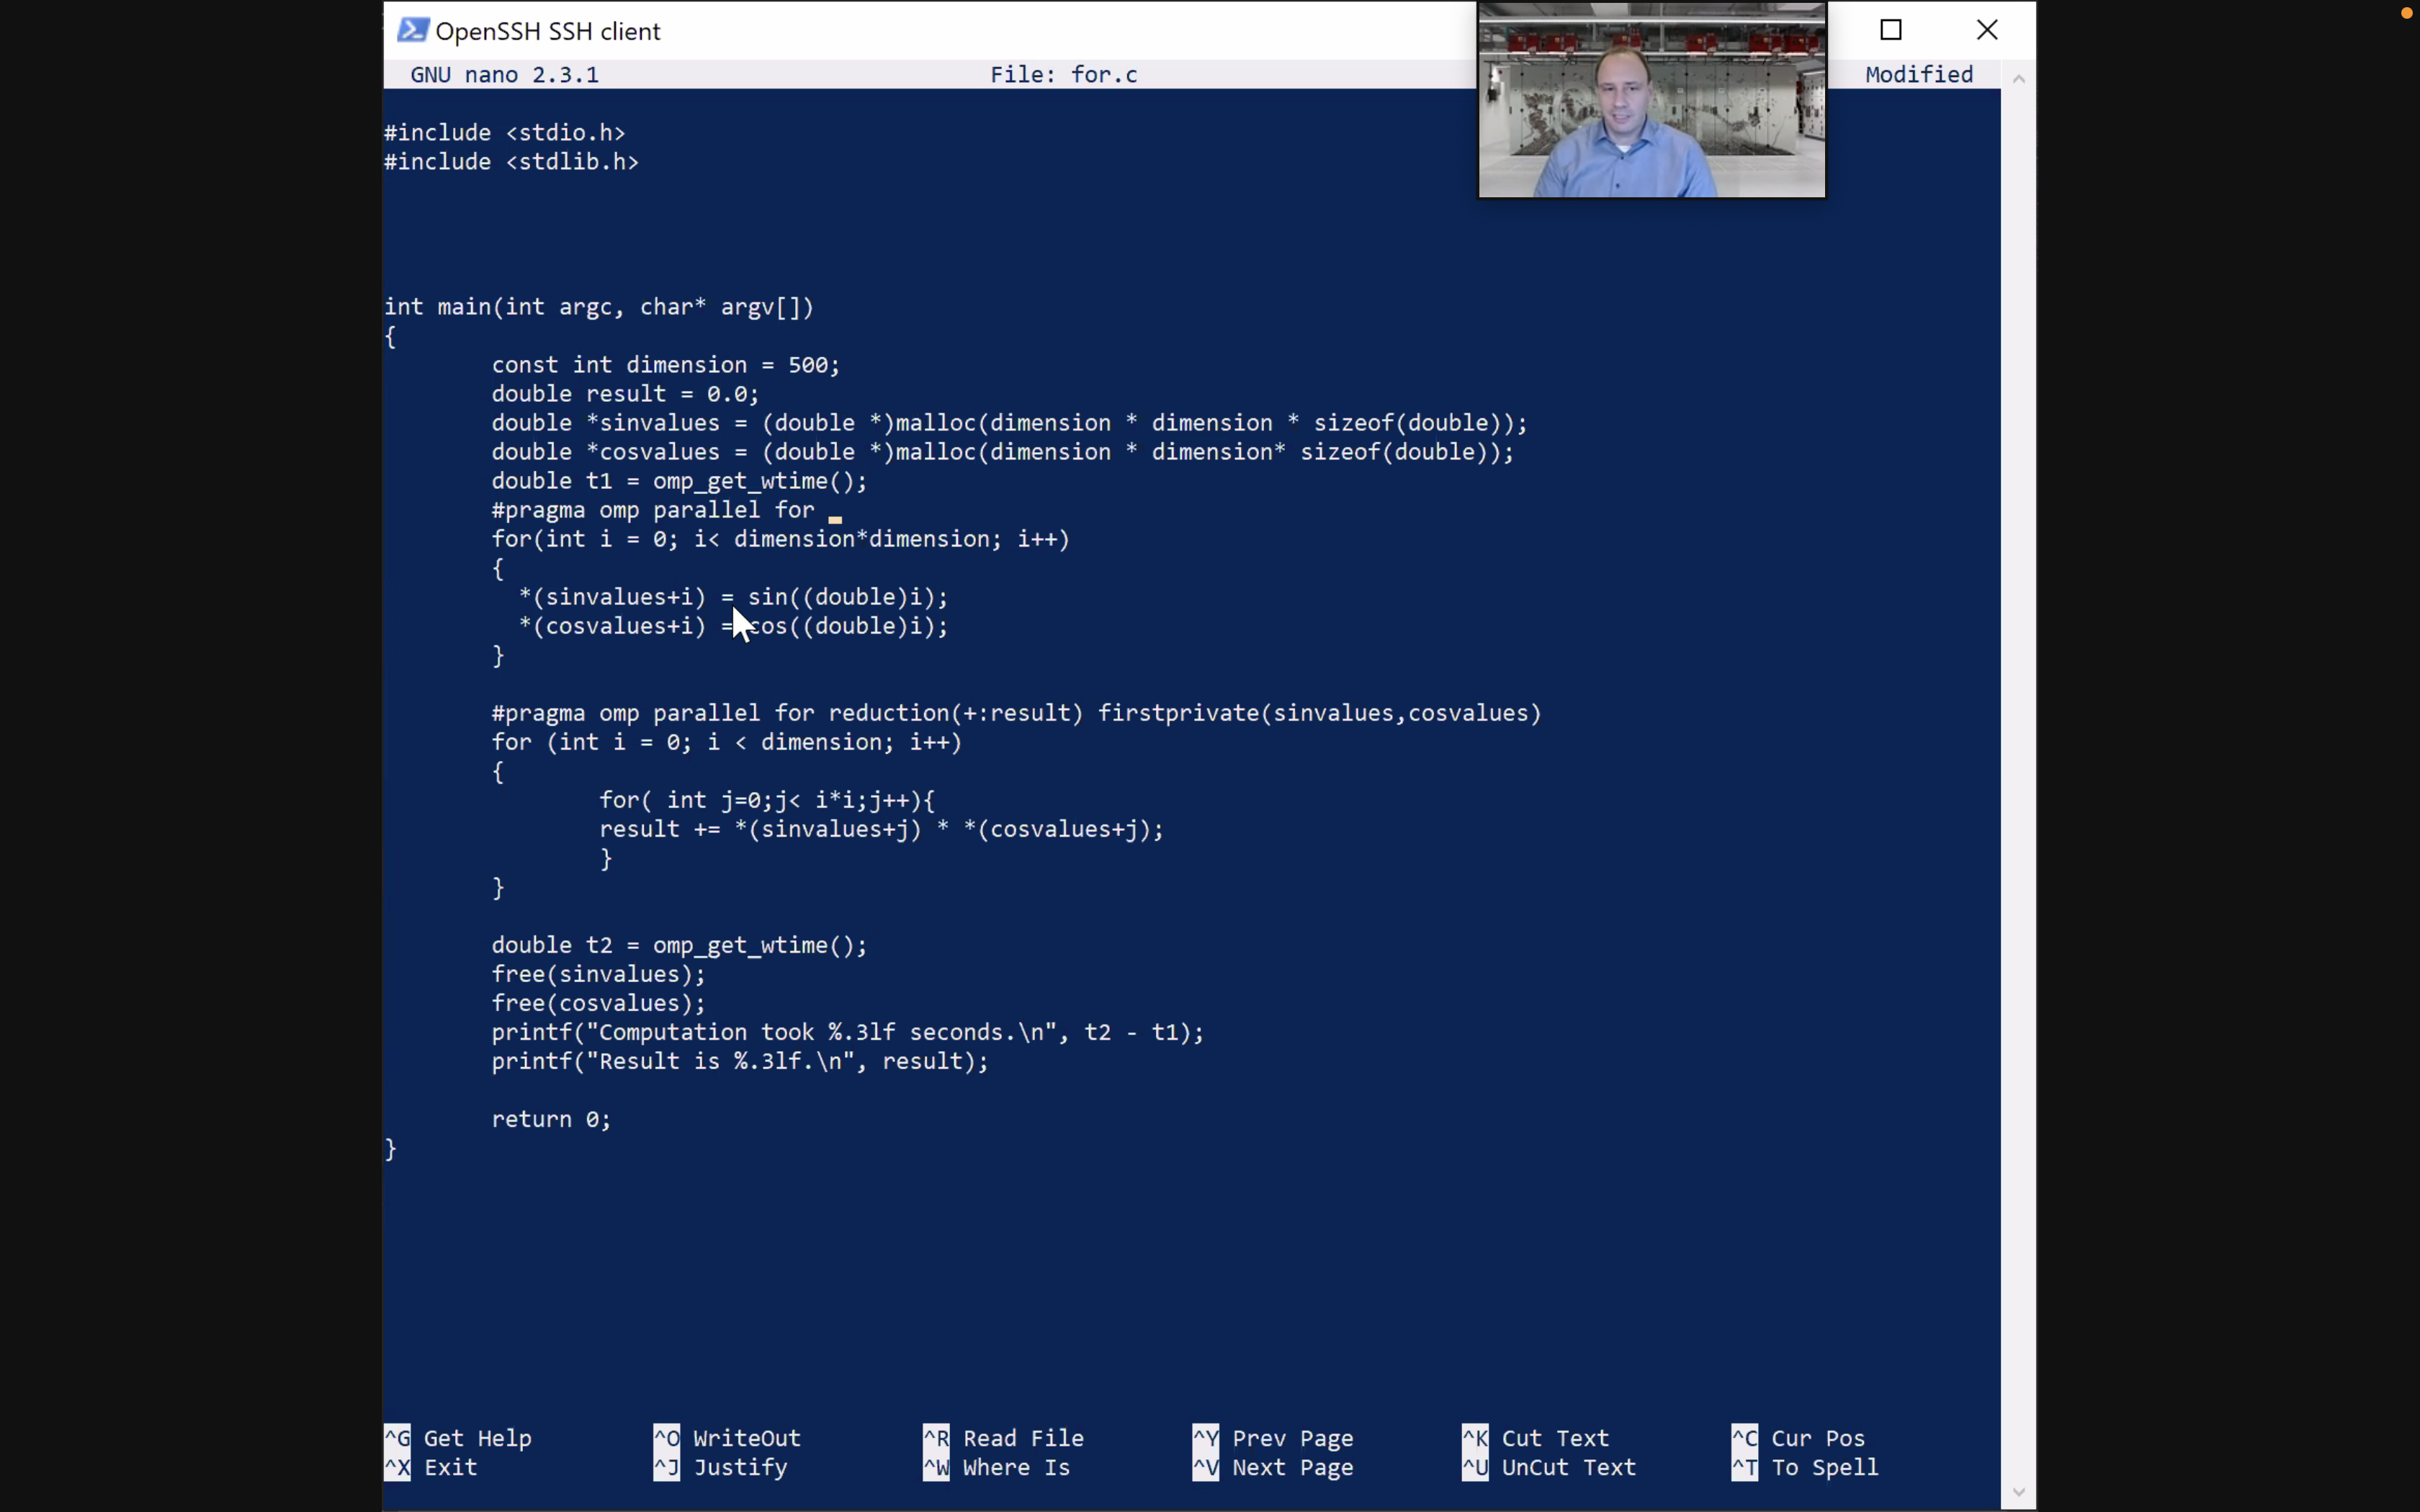 OpenSSH SSH client
GNU nano 2.3.1 File: for.c Modified
#include <stdio.h>
#include <stdlib.h>
int main(int argc, char* argv[])
{
const int dimension = 500;
double result = 0.0;
double *sinvalues = (double *)malloc(dimension * dimension * sizeof(double));
double *cosvalues = (double *)malloc(dimension * dimension* sizeof(double));
double t1 = omp_get_wtime();
#pragma omp parallel for
for(int i = 0; i< dimension*dimension; i++)
{
*(sinvalues+i) = sin((double)i);
*(cosvalues+i) = cos((double)i);
}
#pragma omp parallel for reduction(+:result) firstprivate(sinvalues,cosvalues)
for (int i = 0; i < dimension; i++)
{
for( int j=0;j< i*i;j++){
result += *(sinvalues+j) * *(cosvalues+j);
}
}
double t2 = omp_get_wtime();
free(sinvalues);
free(cosvalues);
printf("Computation took %.3lf seconds.\n", t2 - t1);
printf("Result is %.3lf.\n", result);
return 0;
}
^G Get Help ^O WriteOut ^R Read File ^Y Prev Page ^K Cut Text ^C Cur Pos
^X Exit ^J Justify ^W Where Is ^V Next Page ^U UnCut Text ^T To Spell